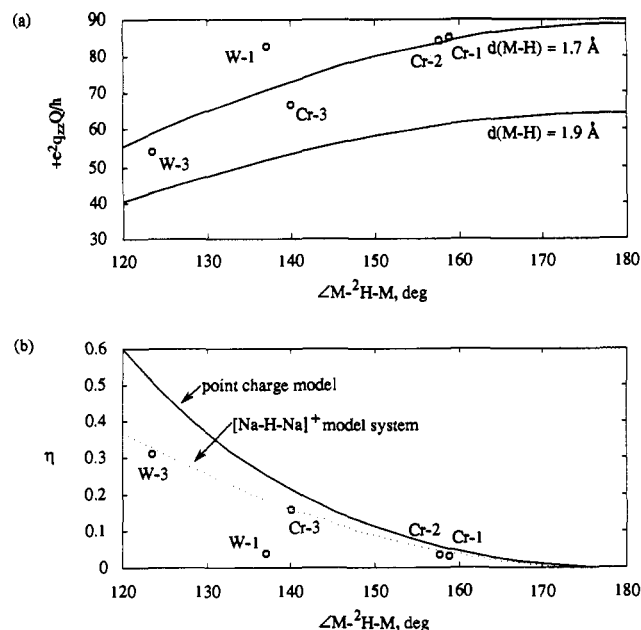 (a)
90
80
70
60
50
40
30
+e²q_zzQ/h
W-1
W-3
Cr-3
Cr-2
Cr-1
d(M-H) = 1.7 Å
d(M-H) = 1.9 Å
120 130 140 150 160 170 180
∠M-²H-M, deg
(b)
0.6
0.5
0.4
0.3
0.2
0.1
0
η
point charge model
[Na-H-Na]⁺ model system
W-3
W-1
Cr-3
Cr-2
Cr-1
120 130 140 150 160 170 180
∠M-²H-M, deg